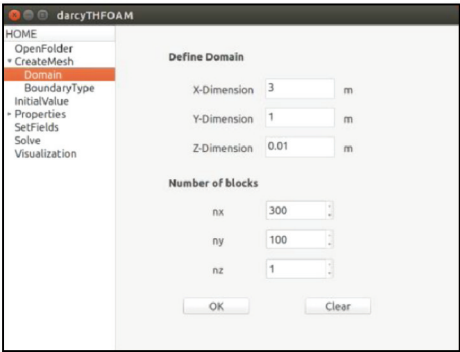 darcyTHFOAM
HOME
OpenFolder
CreateMesh
Domain
BoundaryType
InitialValue
Properties
SetFields
Solve
Visualization
Define Domain
X-Dimension 3 m
Y-Dimension 1 m
Z-Dimension 0.01 m
Number of blocks
nx 300
ny 100
nz 1
OK Clear